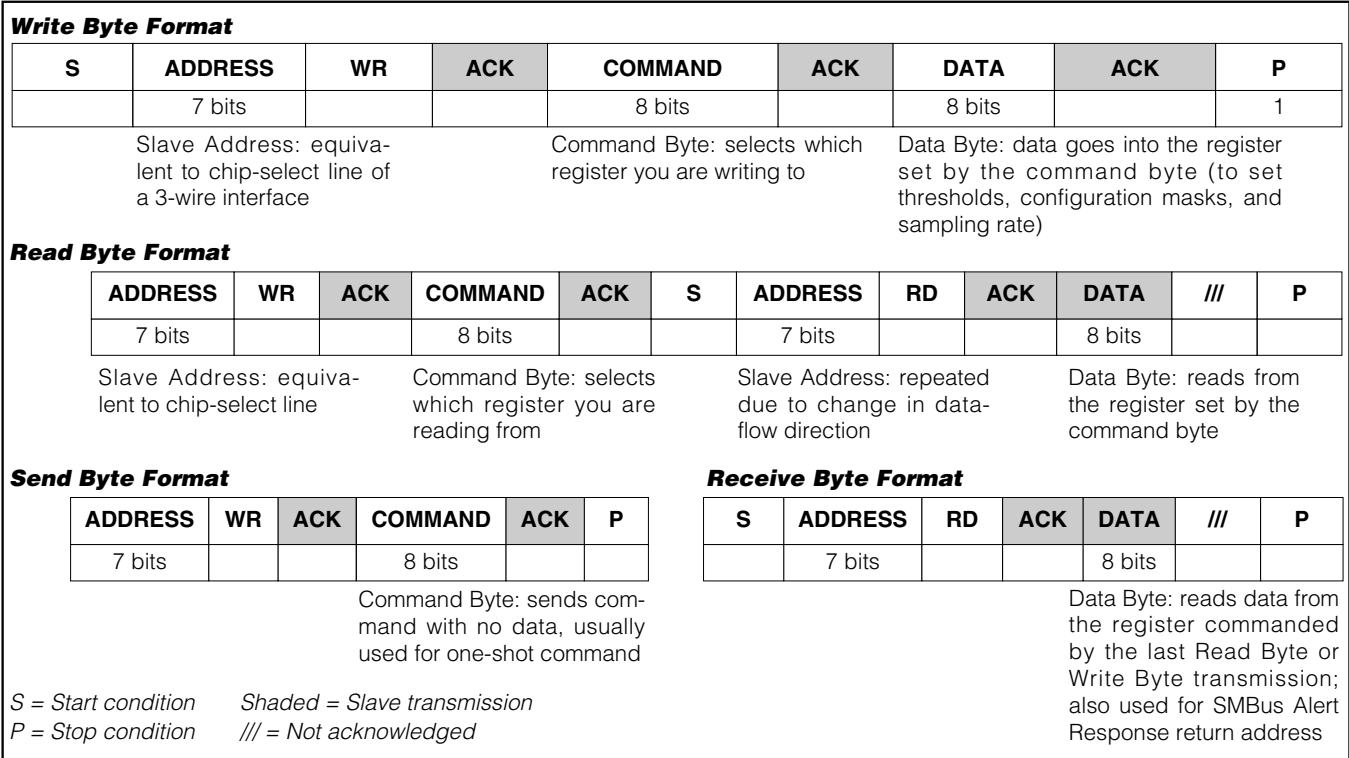 Write Byte Format
S ADDRESS WR ACK COMMAND ACK DATA ACK P
7 bits 8 bits 8 bits 1
Slave Address: equiva-
lent to chip-select line of
a 3-wire interface
Command Byte: selects which
register you are writing to
Data Byte: data goes into the register
set by the command byte (to set
thresholds, configuration masks, and
sampling rate)
Read Byte Format
ADDRESS WR ACK COMMAND ACK S ADDRESS RD ACK DATA /// P
7 bits 8 bits 7 bits 8 bits
Slave Address: equiva-
lent to chip-select line
Command Byte: selects
which register you are
reading from
Slave Address: repeated
due to change in data-
flow direction
Data Byte: reads from
the register set by the
command byte
Send Byte Format
ADDRESS WR ACK COMMAND ACK P
7 bits 8 bits
Command Byte: sends com-
mand with no data, usually
used for one-shot command
Receive Byte Format
S ADDRESS RD ACK DATA /// P
7 bits 8 bits
Data Byte: reads data from
the register commanded
by the last Read Byte or
Write Byte transmission;
also used for SMBus Alert
Response return address
S = Start condition Shaded = Slave transmission
P = Stop condition /// = Not acknowledged